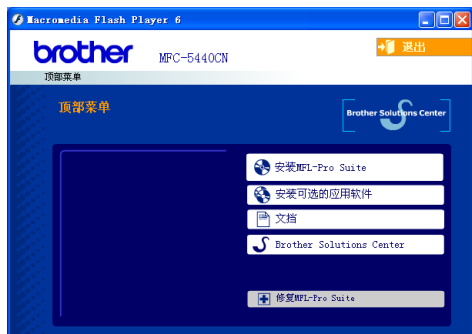 Macromedia Flash Player 6
brother MFC-5440CN
退出
顶部菜单
顶部菜单
Brother Solutions Center
安装MFL-Pro Suite
安装可选的应用软件
文档
Brother Solutions Center
修复MFL-Pro Suite